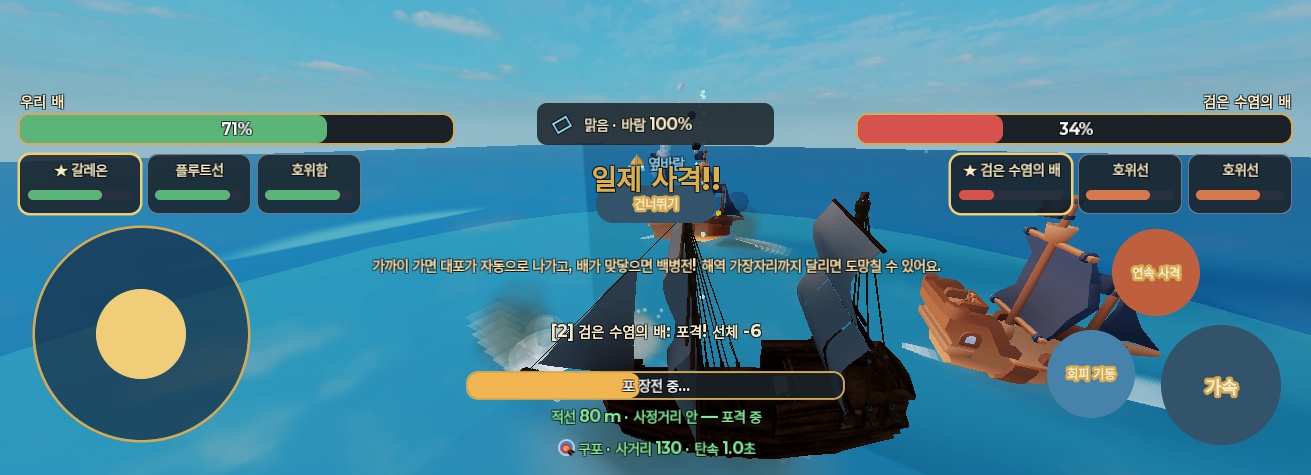 우리 배
검은 수염의 배
71%
맑음 · 바람 100%
34%
★ 갈레온
플루트선
호위함
옆바람
★ 검은 수염의 배
호위선
호위선
일제 사격!!
건너뛰기
가까이 가면 대포가 자동으로 나가고, 배가 맞닿으면 백병전! 해역 가장자리까지 달리면 도망칠 수 있어요.
연속 사격
[2] 검은 수염의 배: 포격! 선체 -6
회피 기동
가속
포 장전 중...
적선 80 m · 사정거리 안 — 포격 중
구포 · 사거리 130 · 탄속 1.0초